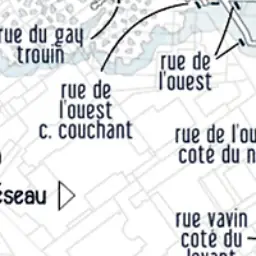 rue du gay
trouin
rue de
l'ouest
rue de
l'ouest
c. couchant
rue de l'ou
coté du n
éseau
rue vavin
coté du
levant